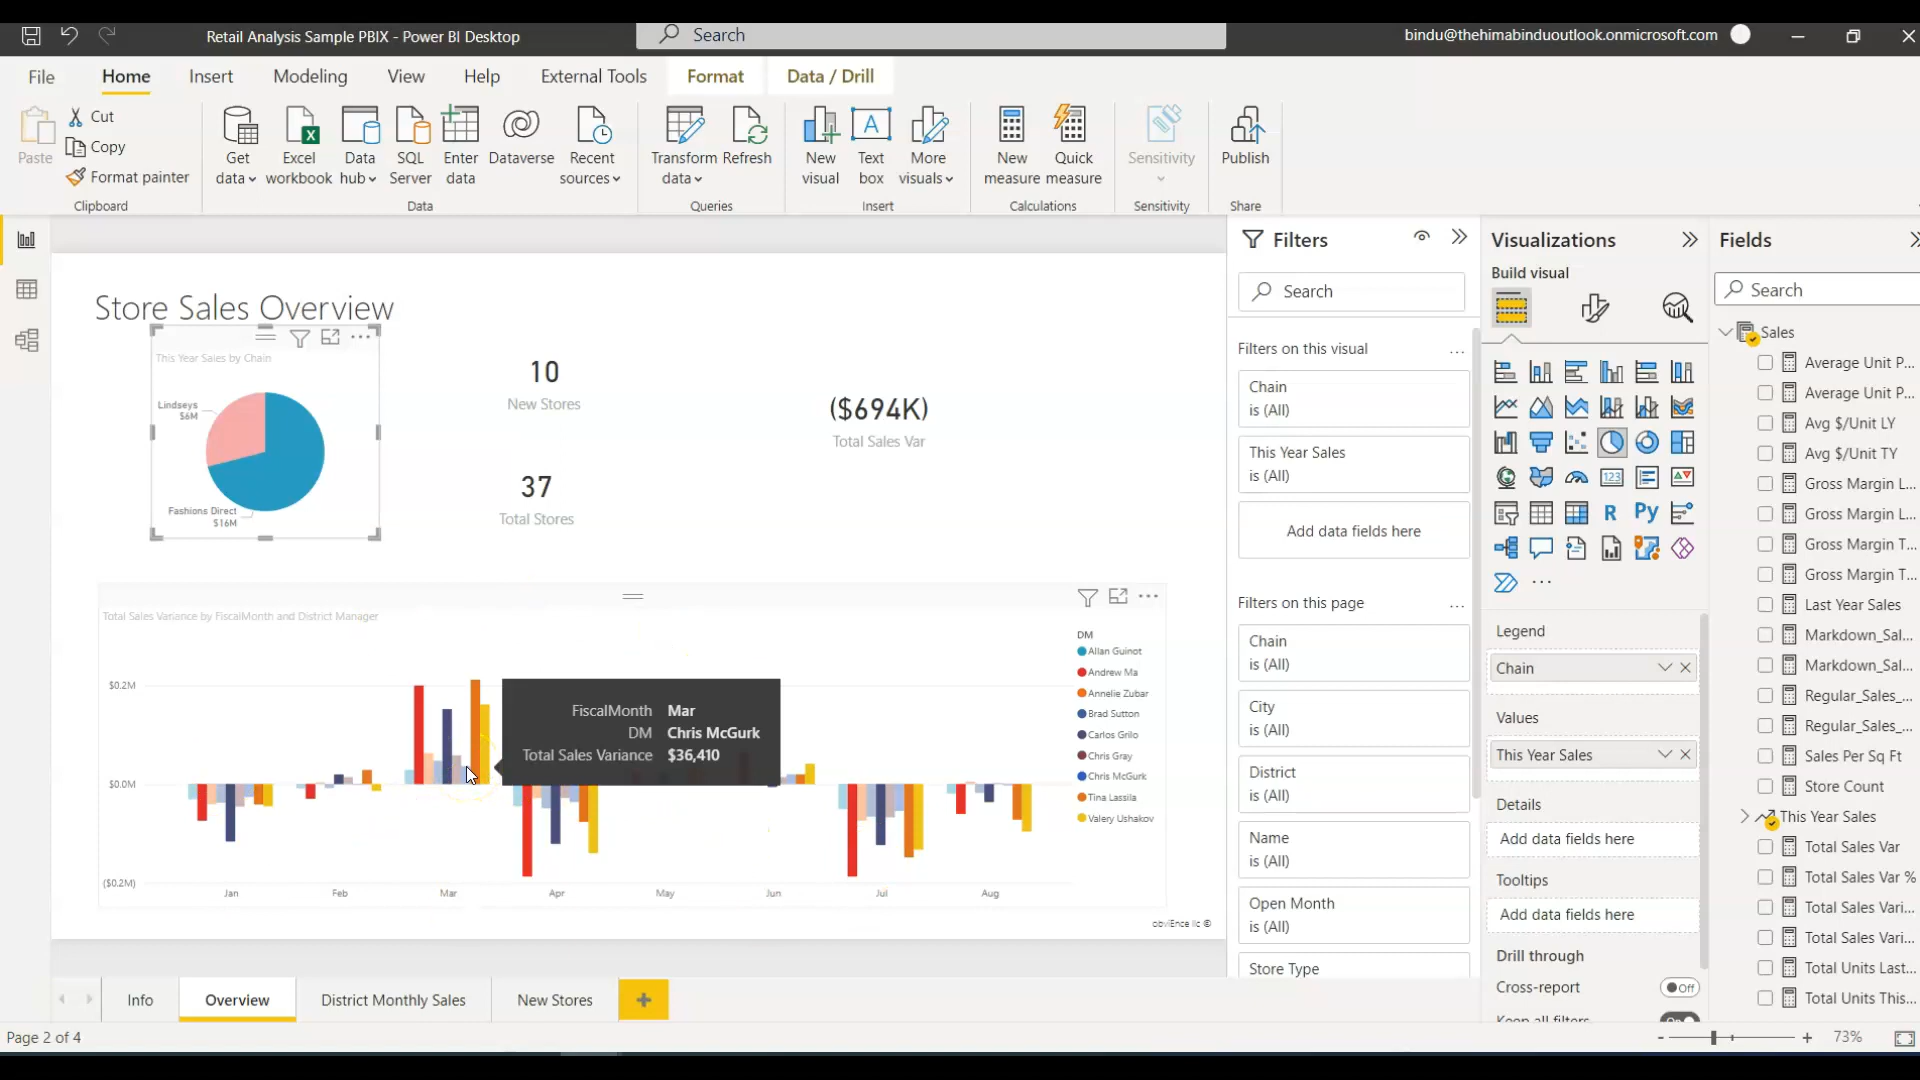 Retail Analysis Sample PBIX - Power BI Desktop
Search
bindu@thehimabinduoutlook.onmicrosoft.com
File
Home
Insert
Modeling
View
Help
External Tools
Format
Data / Drill
Paste
Cut
Copy
Format painter
Clipboard
Get data
Excel workbook
Data hub
SQL Server
Enter data
Dataverse
Recent sources
Data
Transform data
Refresh
Queries
New visual
Text box
More visuals
Insert
New measure
Quick measure
Calculations
Sensitivity
Sensitivity
Publish
Share
Store Sales Overview
This Year Sales by Chain
Lindseys
$6M
Fashions Direct
$16M
10
New Stores
37
Total Stores
($694K)
Total Sales Var
Total Sales Variance by FiscalMonth and District Manager
$0.2M
$0.0M
($0.2M)
Jan
Feb
Mar
Apr
May
Jun
Jul
Aug
FiscalMonth Mar
DM Chris McGurk
Total Sales Variance $36,410
DM
Allan Guinot
Andrew Ma
Annelie Zubar
Brad Sutton
Carlos Grilo
Chris Gray
Chris McGurk
Tina Lassila
Valery Ushakov
obviEnce llc ©
Info
Overview
District Monthly Sales
New Stores
Page 2 of 4
Filters
Search
Filters on this visual
Chain
is (All)
This Year Sales
is (All)
Add data fields here
Filters on this page
Chain
is (All)
City
is (All)
District
is (All)
Name
is (All)
Open Month
is (All)
Store Type
Visualizations
Build visual
123
R
Py
Legend
Chain
Values
This Year Sales
Details
Add data fields here
Tooltips
Add data fields here
Drill through
Cross-report
Off
Keep all filters
On
Fields
Search
Sales
Average Unit P...
Average Unit P...
Avg $/Unit LY
Avg $/Unit TY
Gross Margin L...
Gross Margin L...
Gross Margin T...
Gross Margin T...
Last Year Sales
Markdown_Sal...
Markdown_Sal...
Regular_Sales_...
Regular_Sales_...
Sales Per Sq Ft
Store Count
This Year Sales
Total Sales Var
Total Sales Var %
Total Sales Vari...
Total Sales Vari...
Total Units Last...
Total Units This...
73%